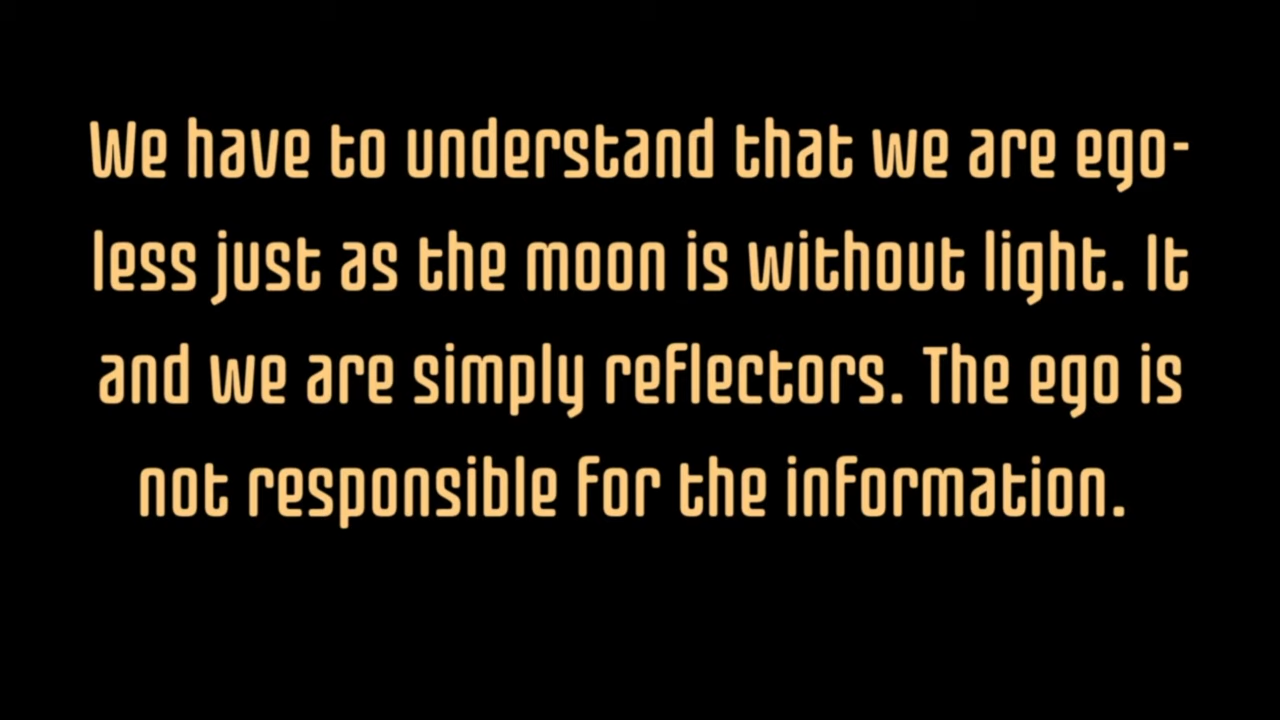 We have to understand that we are ego-
less just as the moon is without light. It
and we are simply reflectors. The ego is
not responsible for the information.